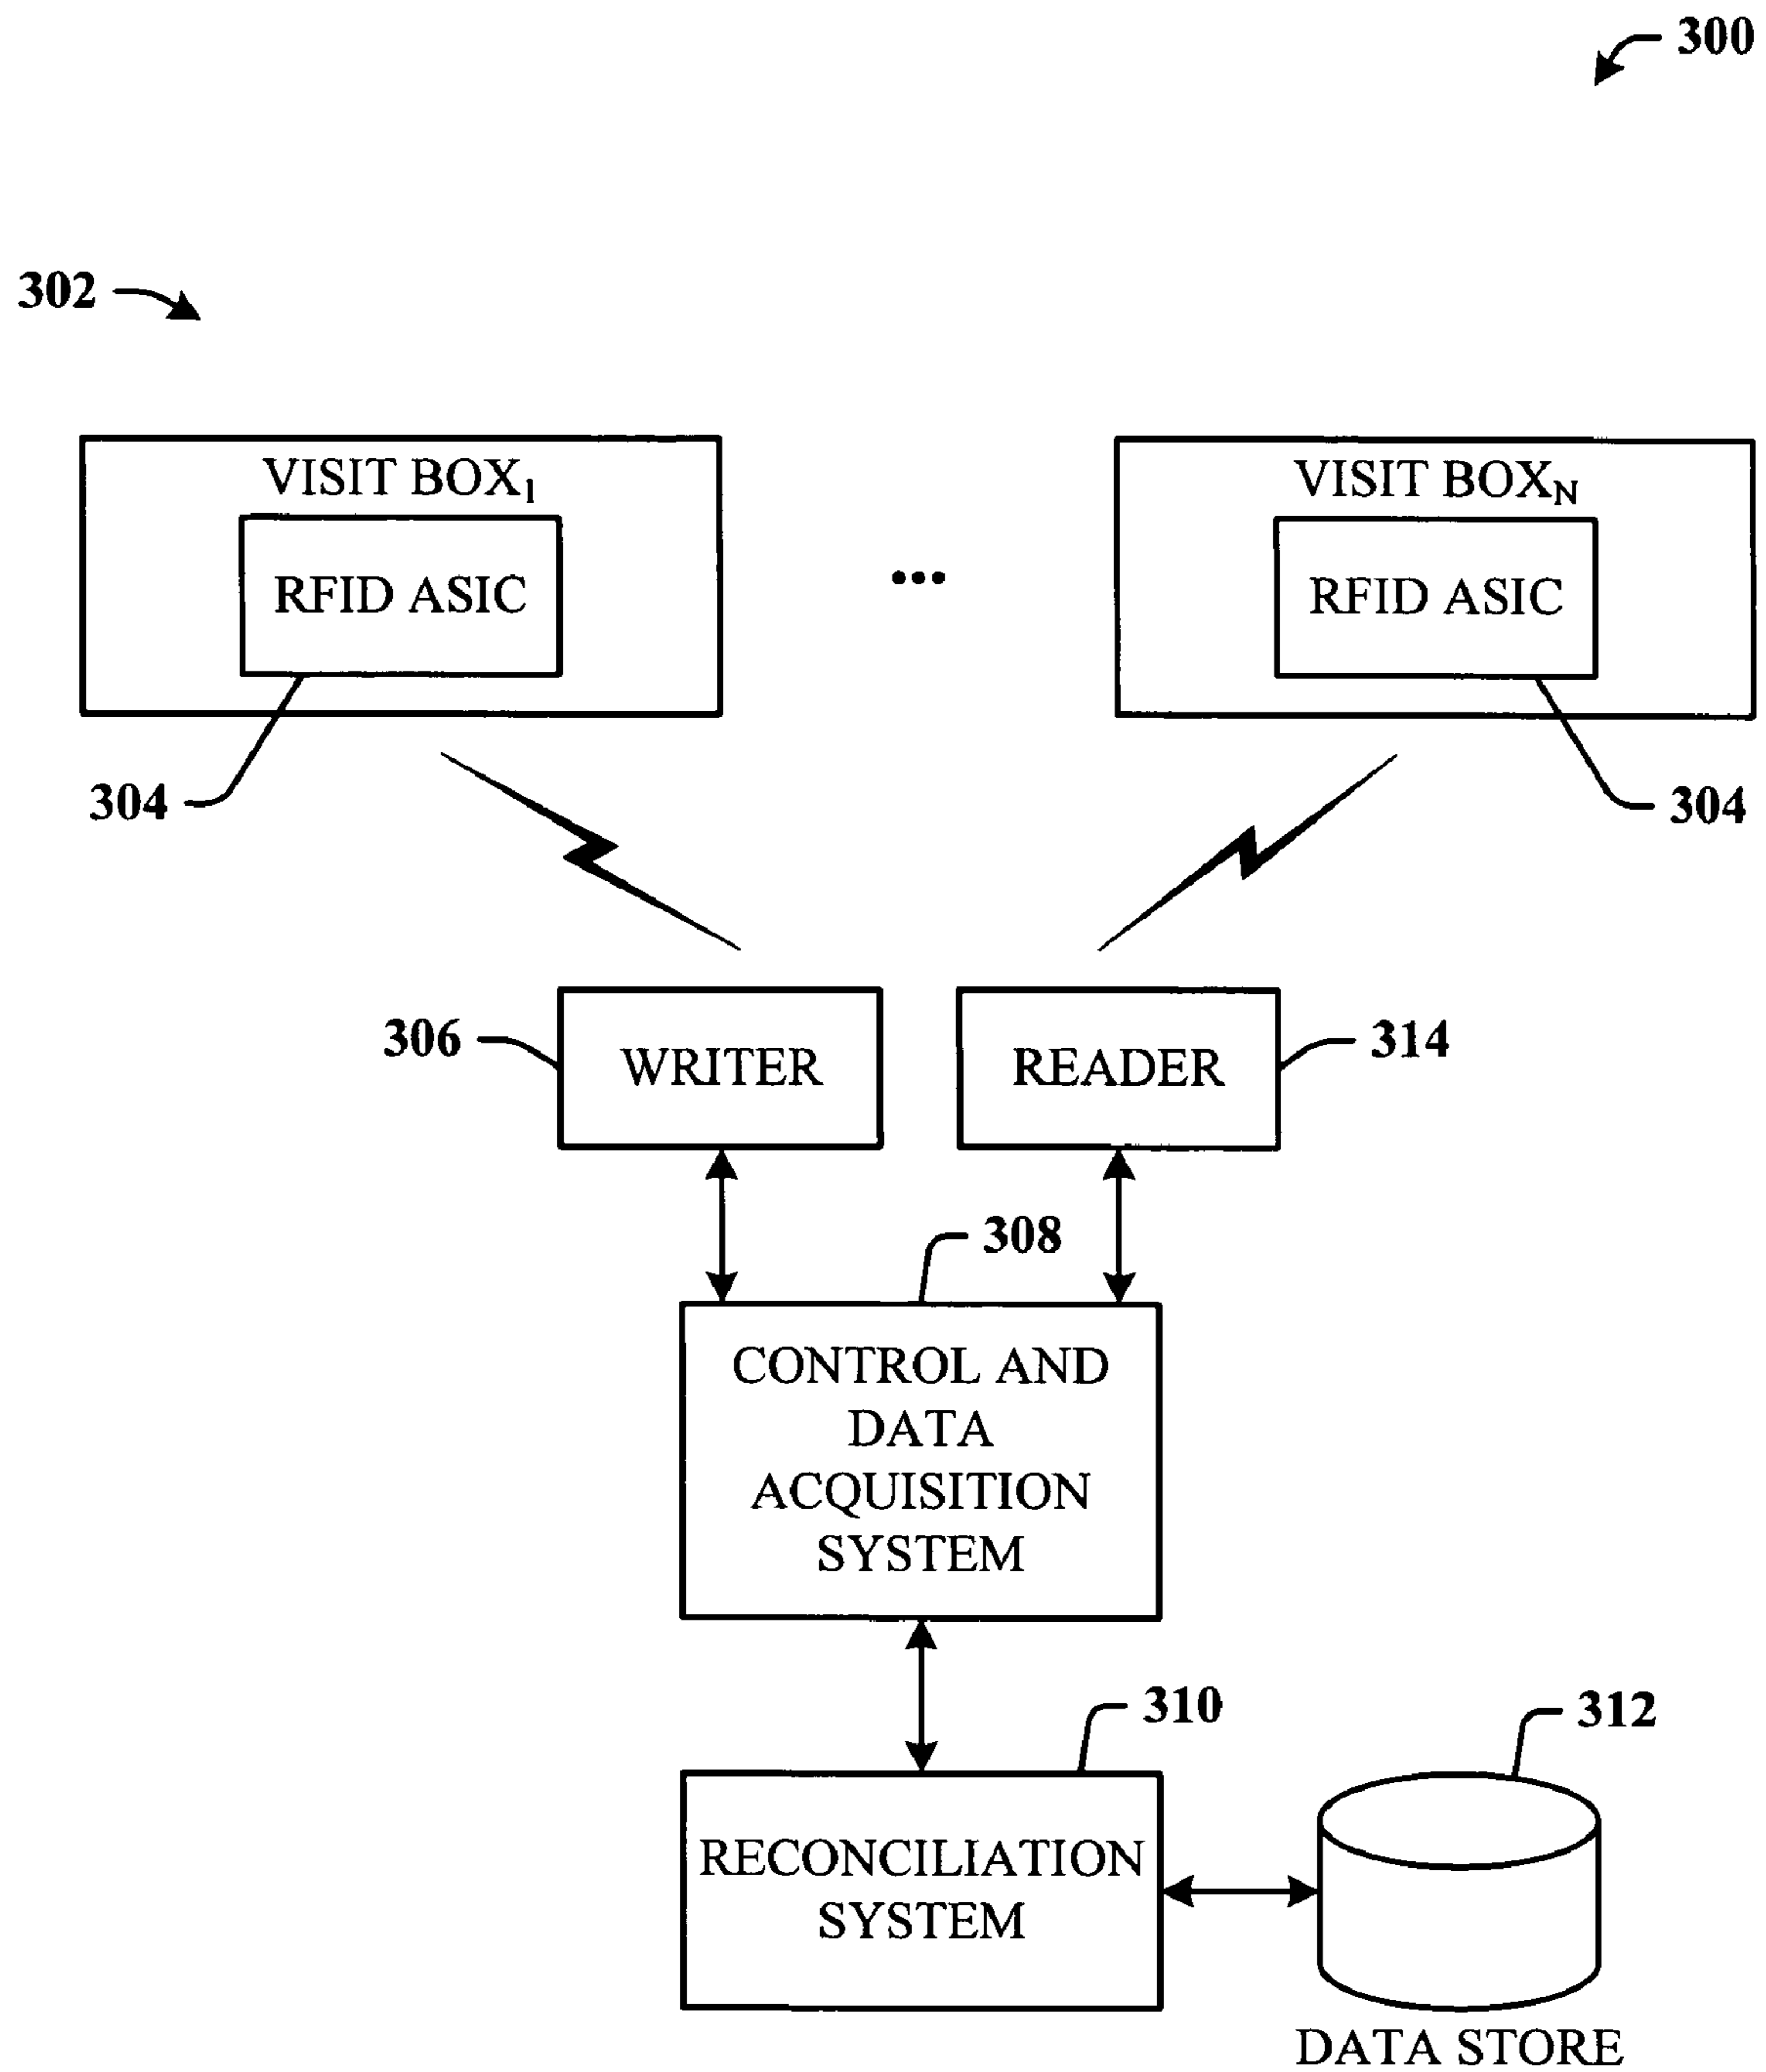 300
302
VISIT BOX1
VISIT BOXN
RFID ASIC
...
RFID ASIC
304
304
306
WRITER
READER
314
308
CONTROL AND
DATA
ACQUISITION
SYSTEM
310
312
RECONCILIATION
SYSTEM
DATA STORE